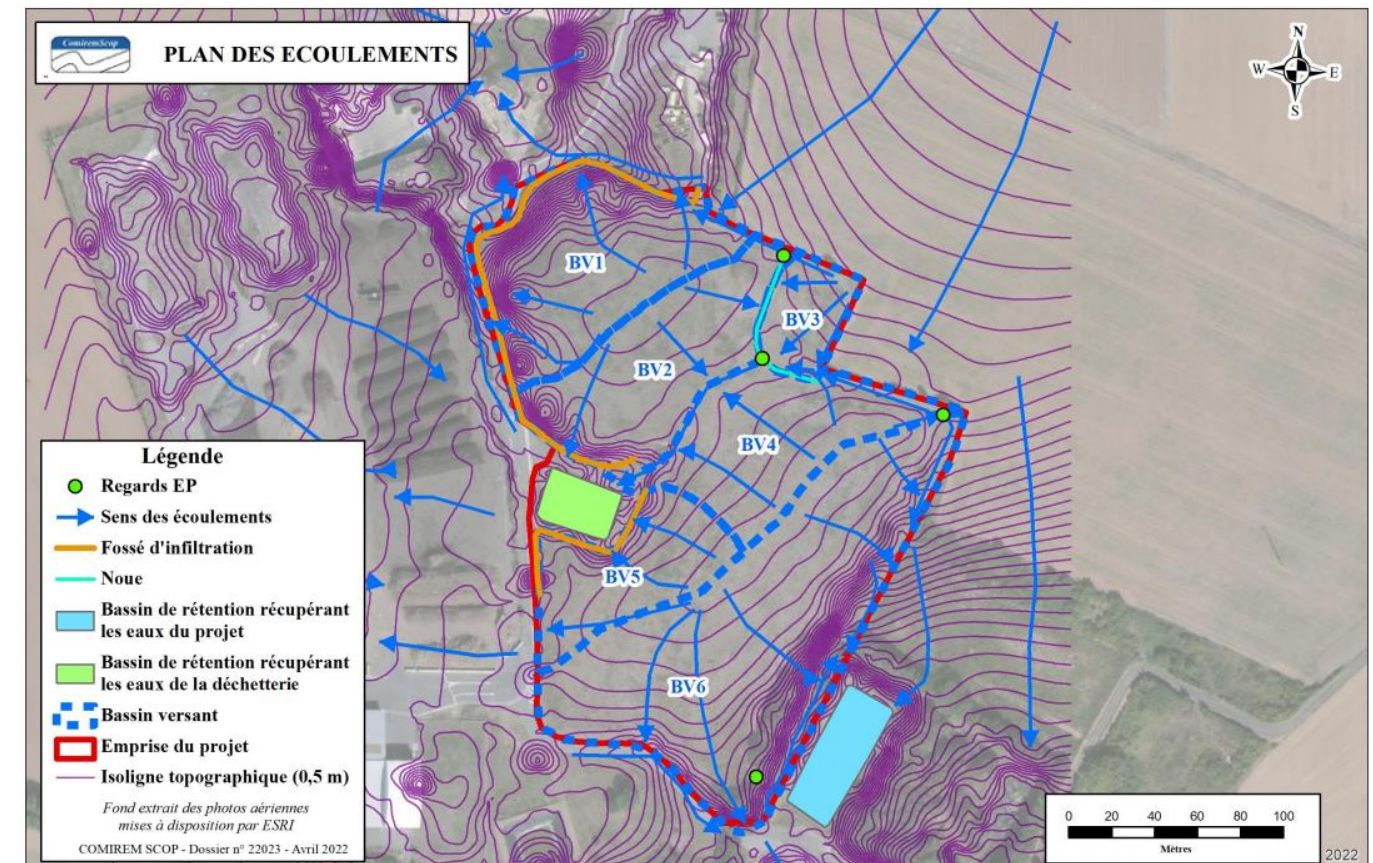 ComiremScop
PLAN DES ECOULEMENTS
N
W
E
S
BV1
BV2
BV3
BV4
BV5
BV6
Légende
Regards EP
Sens des écoulements
Fossé d'infiltration
Noue
Bassin de rétention récupérant
les eaux du projet
Bassin de rétention récupérant
les eaux de la déchetterie
Bassin versant
Emprise du projet
Isoligne topographique (0,5 m)
Fond extrait des photos aériennes
mises à disposition par ESRI
COMIREM SCOP - Dossier n° 22023 - Avril 2022
0 20 40 60 80 100
Mètres
2022